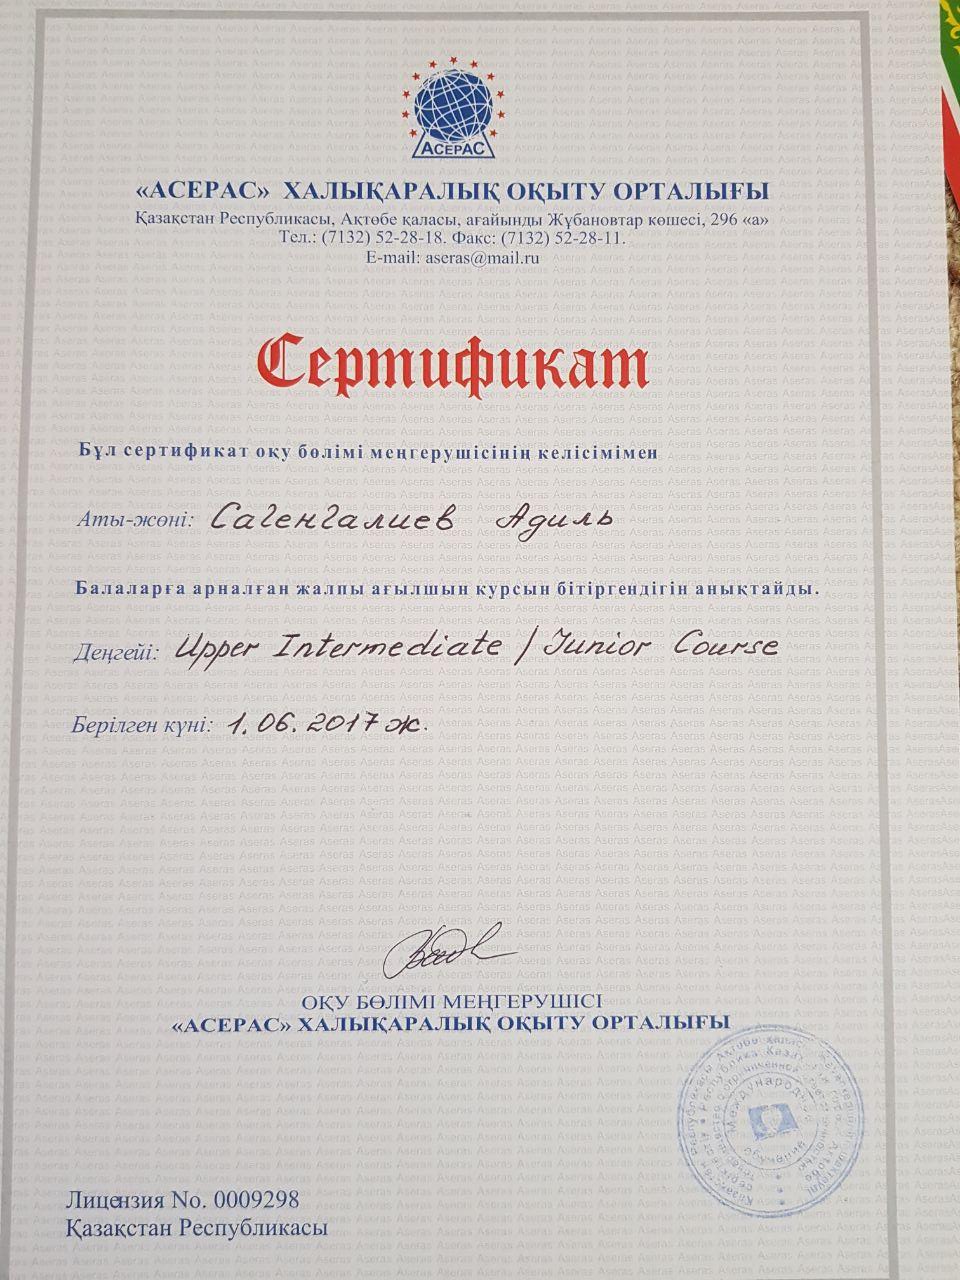 АСЕРАС
«АСЕРАС» ХАЛЫҚАРАЛЫҚ ОҚЫТУ ОРТАЛЫҒЫ
Қазақстан Республикасы, Ақтөбе қаласы, ағайынды Жұбановтар көшесі, 296 «а»
Тел.: (7132) 52-28-18. Факс: (7132) 52-28-11.
E-mail: aseras@mail.ru
Сертификат
Бұл сертификат оқу бөлімі меңгерушісінің келісімімен
Аты-жөні: Сагенгалиев Адиль
Балаларға арналған жалпы ағылшын курсын бітіргендігін анықтайды.
Деңгейі: Upper Intermediate / Junior Course
Берілген күні: 1.06.2017 ж.
ОҚУ БӨЛІМІ МЕҢГЕРУШІСІ
«АСЕРАС» ХАЛЫҚАРАЛЫҚ ОҚЫТУ ОРТАЛЫҒЫ
Лицензия No. 0009298
Қазақстан Республикасы